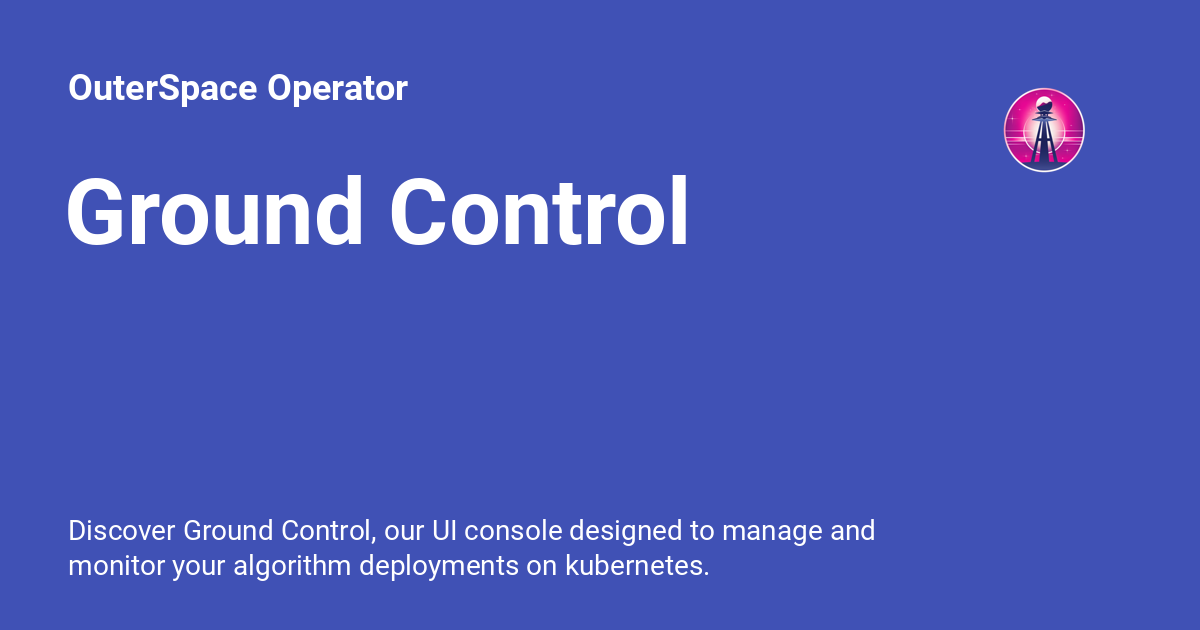 OuterSpace Operator
Ground Control
Discover Ground Control, our UI console designed to manage and
monitor your algorithm deployments on kubernetes.